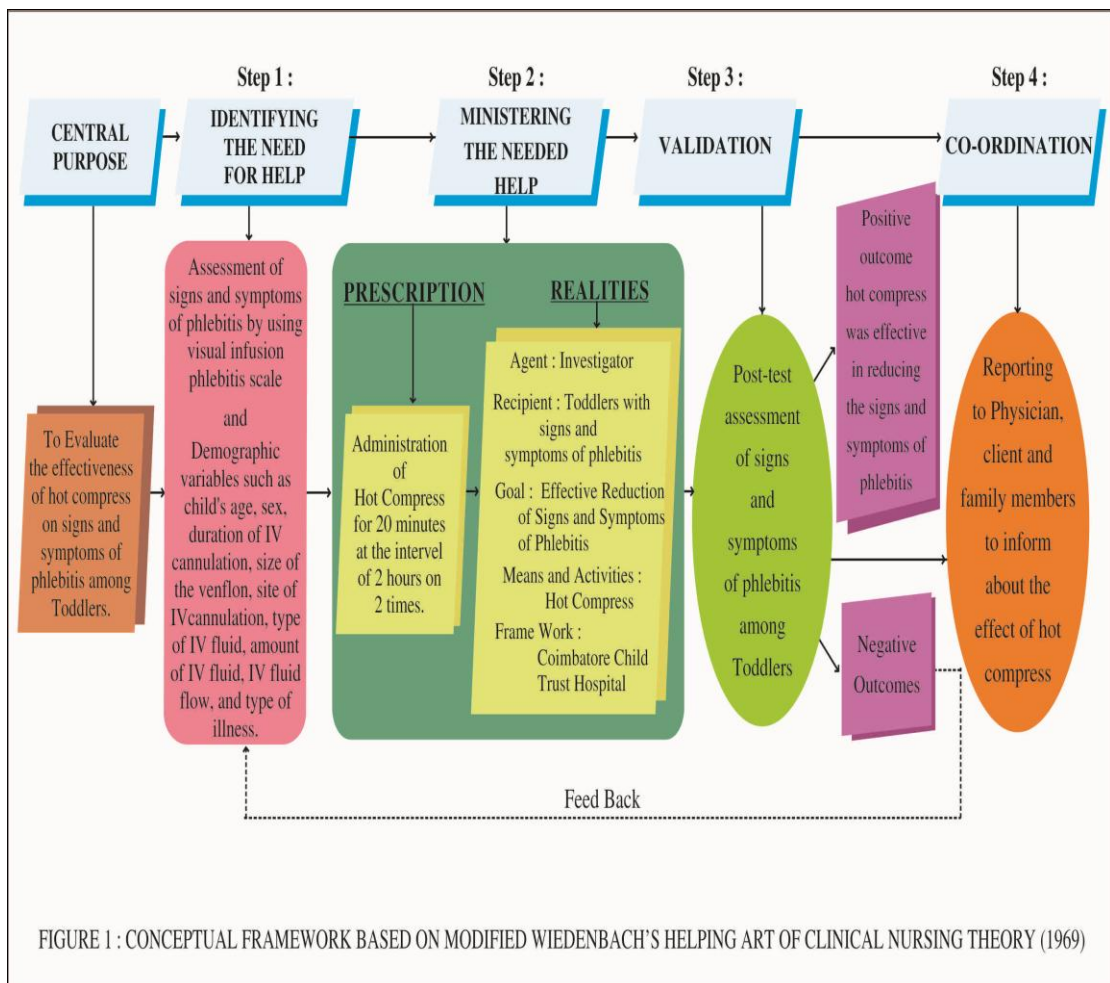 Step 1 :
Step 2 :
Step 3 :
Step 4 :
CENTRAL
PURPOSE
IDENTIFYING
THE NEED
FOR HELP
MINISTERING
THE NEEDED
HELP
VALIDATION
CO-ORDINATION
To Evaluate
the effectiveness
of hot compress
on signs and
symptoms of
phlebitis among
Toddlers.
Assessment of
signs and symptoms
of phlebitis by using
visual infusion
phlebitis scale
and
Demographic
variables such as
child's age, sex,
duration of IV
cannulation, size of
the venflon, site of
IVcannulation, type
of IV fluid, amount
of IV fluid, IV fluid
flow, and type of
illness.
PRESCRIPTION
Administration
of
Hot Compress
for 20 minutes
at the intervel
of 2 hours on
2 times.
REALITIES
Agent : Investigator
Recipient : Toddlers with
signs and
symptoms of phlebitis
Goal : Effective Reduction
of Signs and Symptoms
of Phlebitis
Means and Activities :
Hot Compress
Frame Work :
Coimbatore Child
Trust Hospital
Post-test
assessment
of signs
and
symptoms
of phlebitis
among
Toddlers
Positive
outcome
hot compress
was effective
in reducing
the signs and
symptoms of
phlebitis
Negative
Outcomes
Reporting
to Physician,
client and
family members
to inform
about the
effect of hot
compress
Feed Back
FIGURE 1 : CONCEPTUAL FRAMEWORK BASED ON MODIFIED WIEDENBACH'S HELPING ART OF CLINICAL NURSING THEORY (1969)